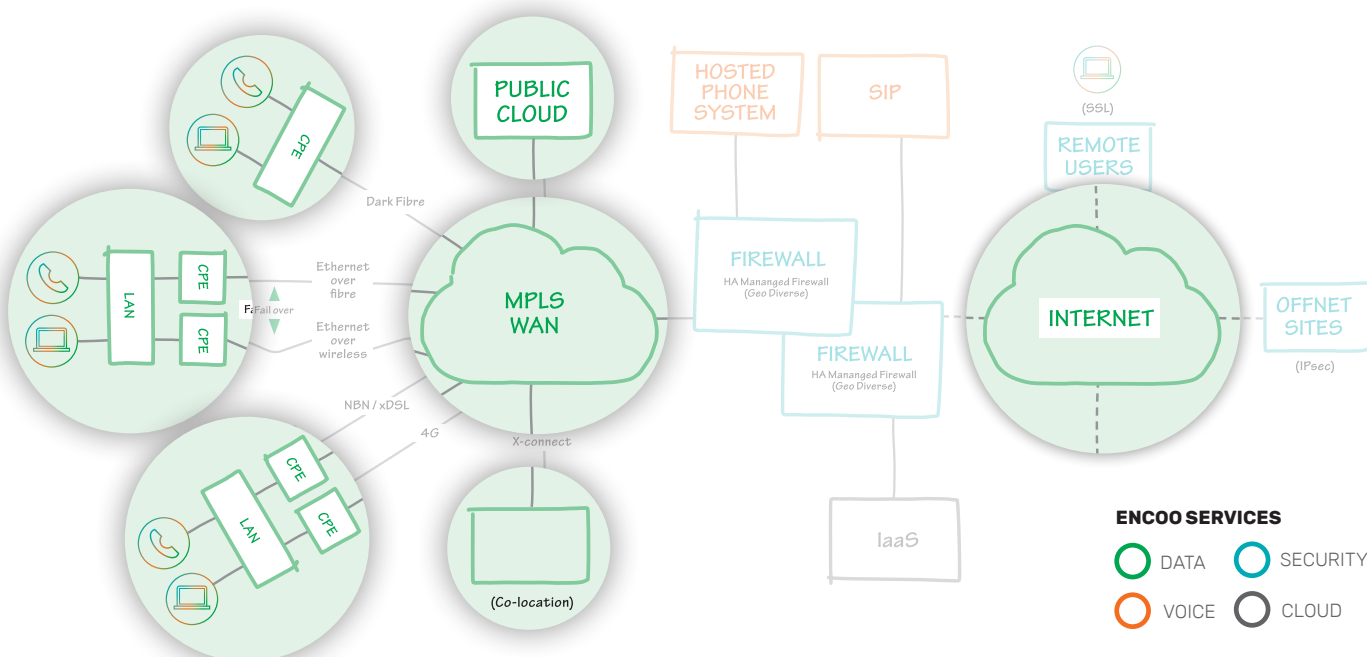 PUBLIC
CLOUD
HOSTED
PHONE
SYSTEM
SIP
(SSL)
REMOTE
USERS
CPE
Dark Fibre
LAN
CPE
CPE
Ethernet
over
fibre
Fail over
Ethernet
over
wireless
MPLS
WAN
FIREWALL
HA Mananged Firewall
(Geo Diverse)
FIREWALL
HA Mananged Firewall
(Geo Diverse)
INTERNET
OFFNET
SITES
(IPsec)
NBN / xDSL
4G
X-connect
CPE
CPE
LAN
(Co-location)
IaaS
ENCOO SERVICES
DATA
SECURITY
VOICE
CLOUD